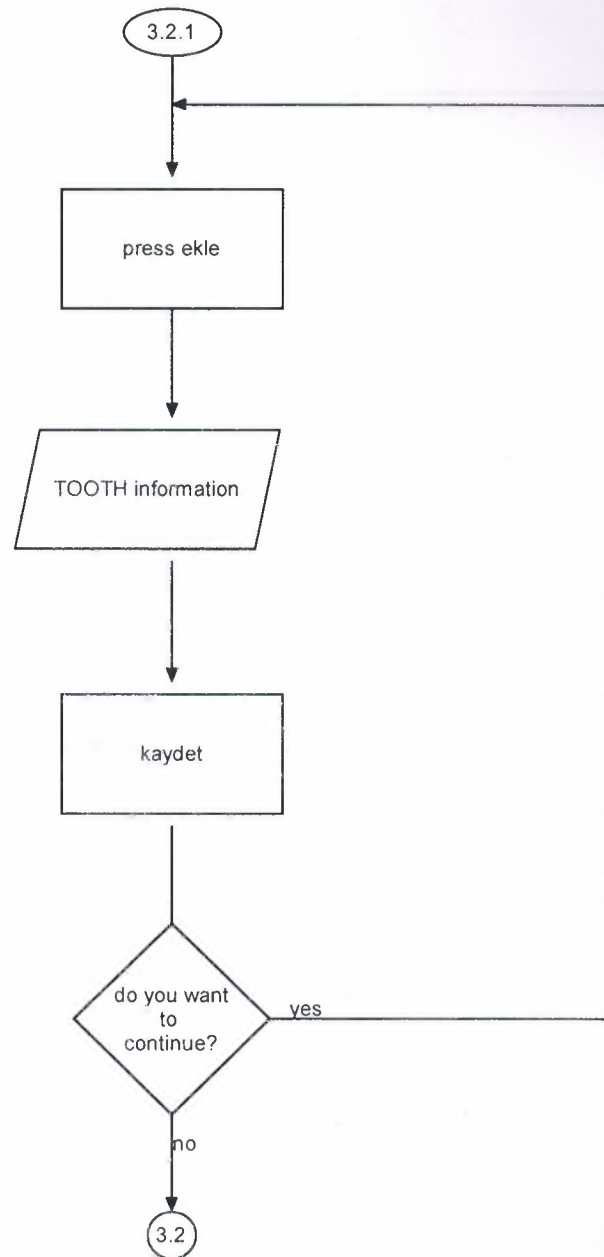 3.2.1
press ekle
TOOTH information
kaydet
do you want
to
continue?
yes
no
3.2